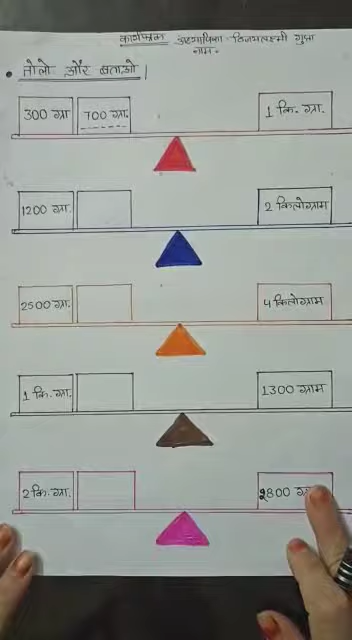 कार्यपत्रक अध्यापिका- विजयलक्ष्मी गुप्ता
नाम-
• तोलो और बताओ।
300 ग्रा. 700 ग्रा. 1 कि. ग्रा.
1200 ग्रा. 2 किलोग्राम
2500 ग्रा. 4 किलोग्राम
1 कि. ग्रा. 1300 ग्राम
2 कि. ग्रा. 2800